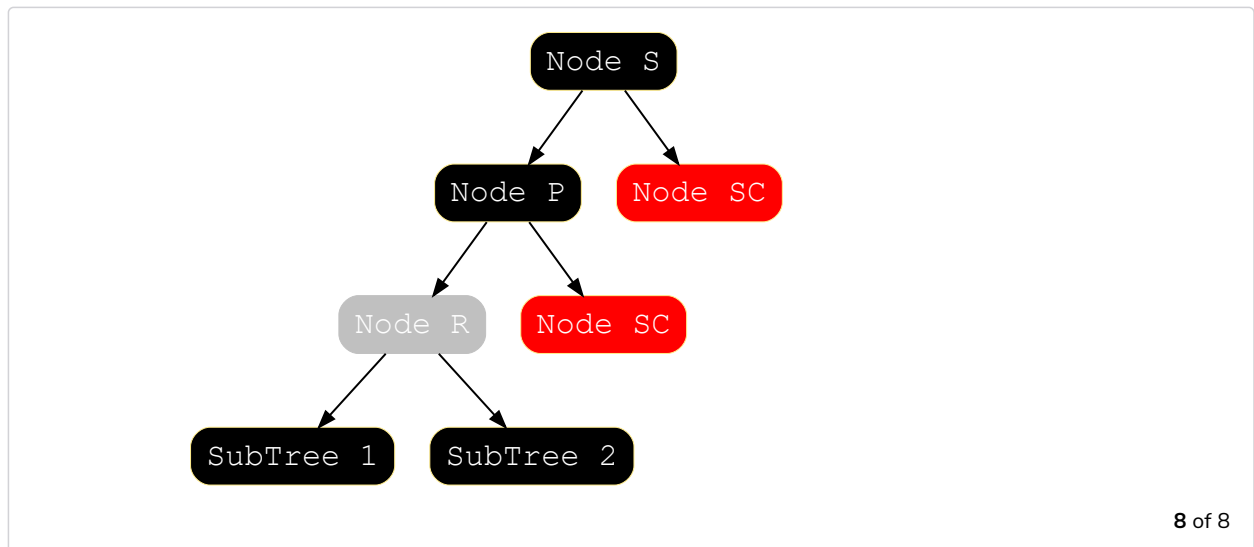 Node S
Node P
Node SC
Node R
Node SC
SubTree 1
SubTree 2
8 of 8